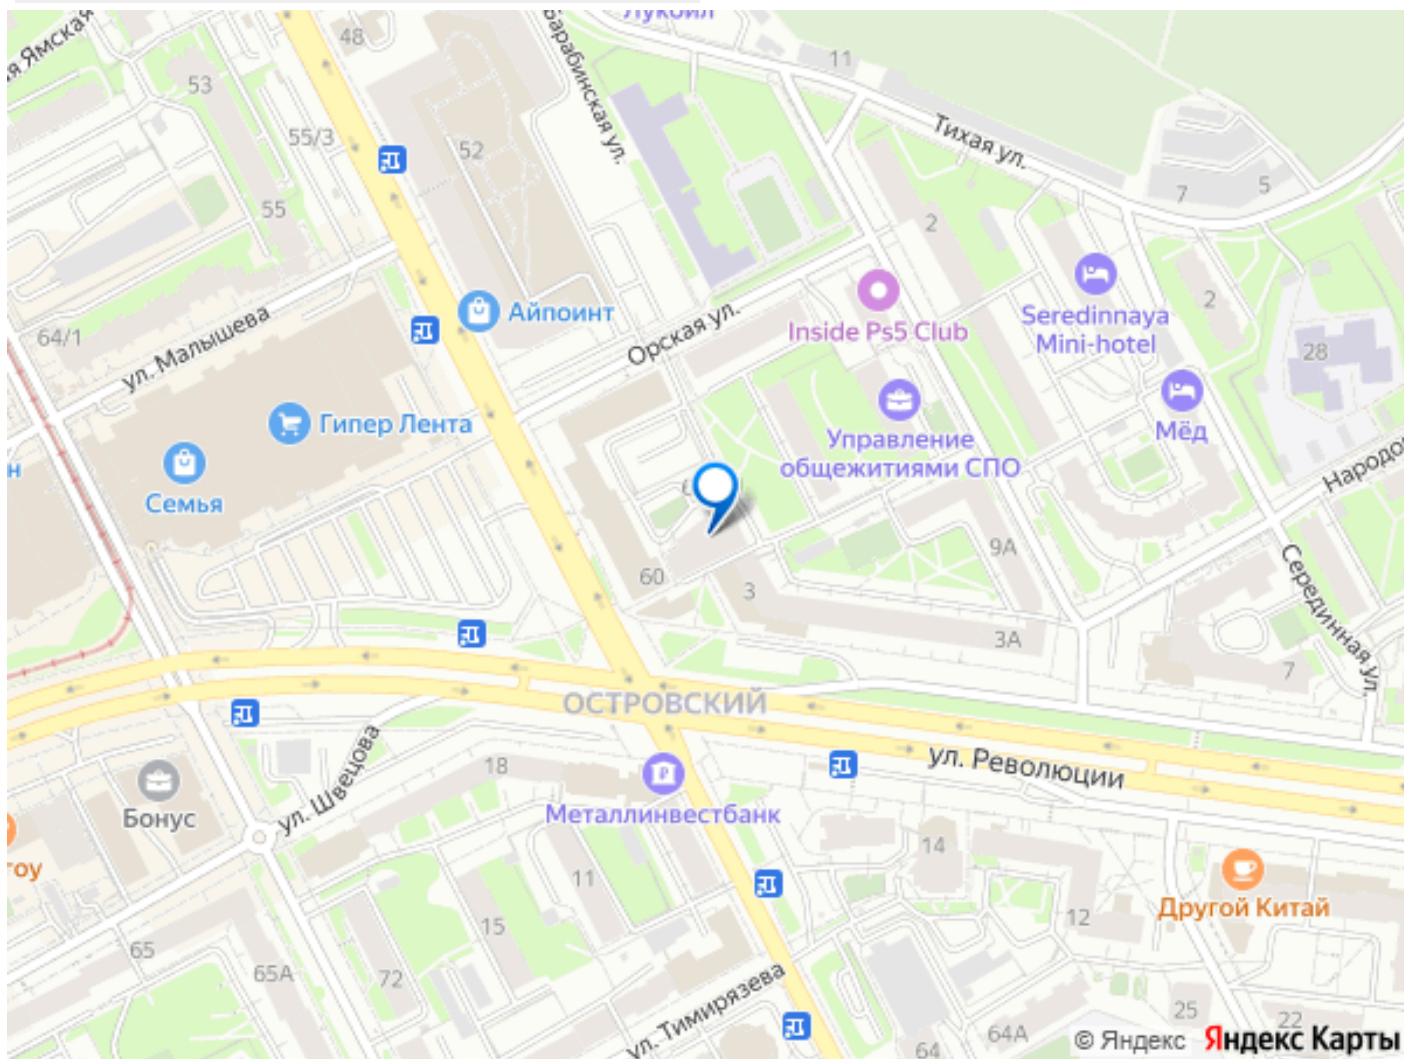 Лукойл
48
Барабинская ул.
11
ая Ямская
53
55/3
52
Тихая ул.
55
2
7
5
64/1
ул. Малышева
Айпоинт
Орская ул.
Inside Ps5 Club
Seredinnaya
Mini-hotel
2
28
Гипер Лента
Семья
н
Управление
общежитиями СПО
Мёд
Народо
9А
60
3
3А
Серединная ул.
7
ОСТРОВСКИЙ
ул. Революции
ул. Швецова
18
Бонус
Металлинвестбанк
гоу
14
11
Другой Китай
15
12
65
65А
72
ул. Тимирязева
25
22
64А
64
© Яндекс Яндекс Карты